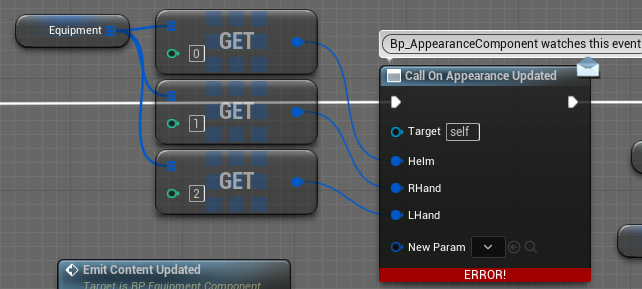 Equipment
GET
0
GET
1
GET
2
Bp_AppearanceComponent watches this event
Call On Appearance Updated
Target self
Helm
RHand
LHand
New Param
ERROR!
Emit Content Updated
Target is BP Equipment Component